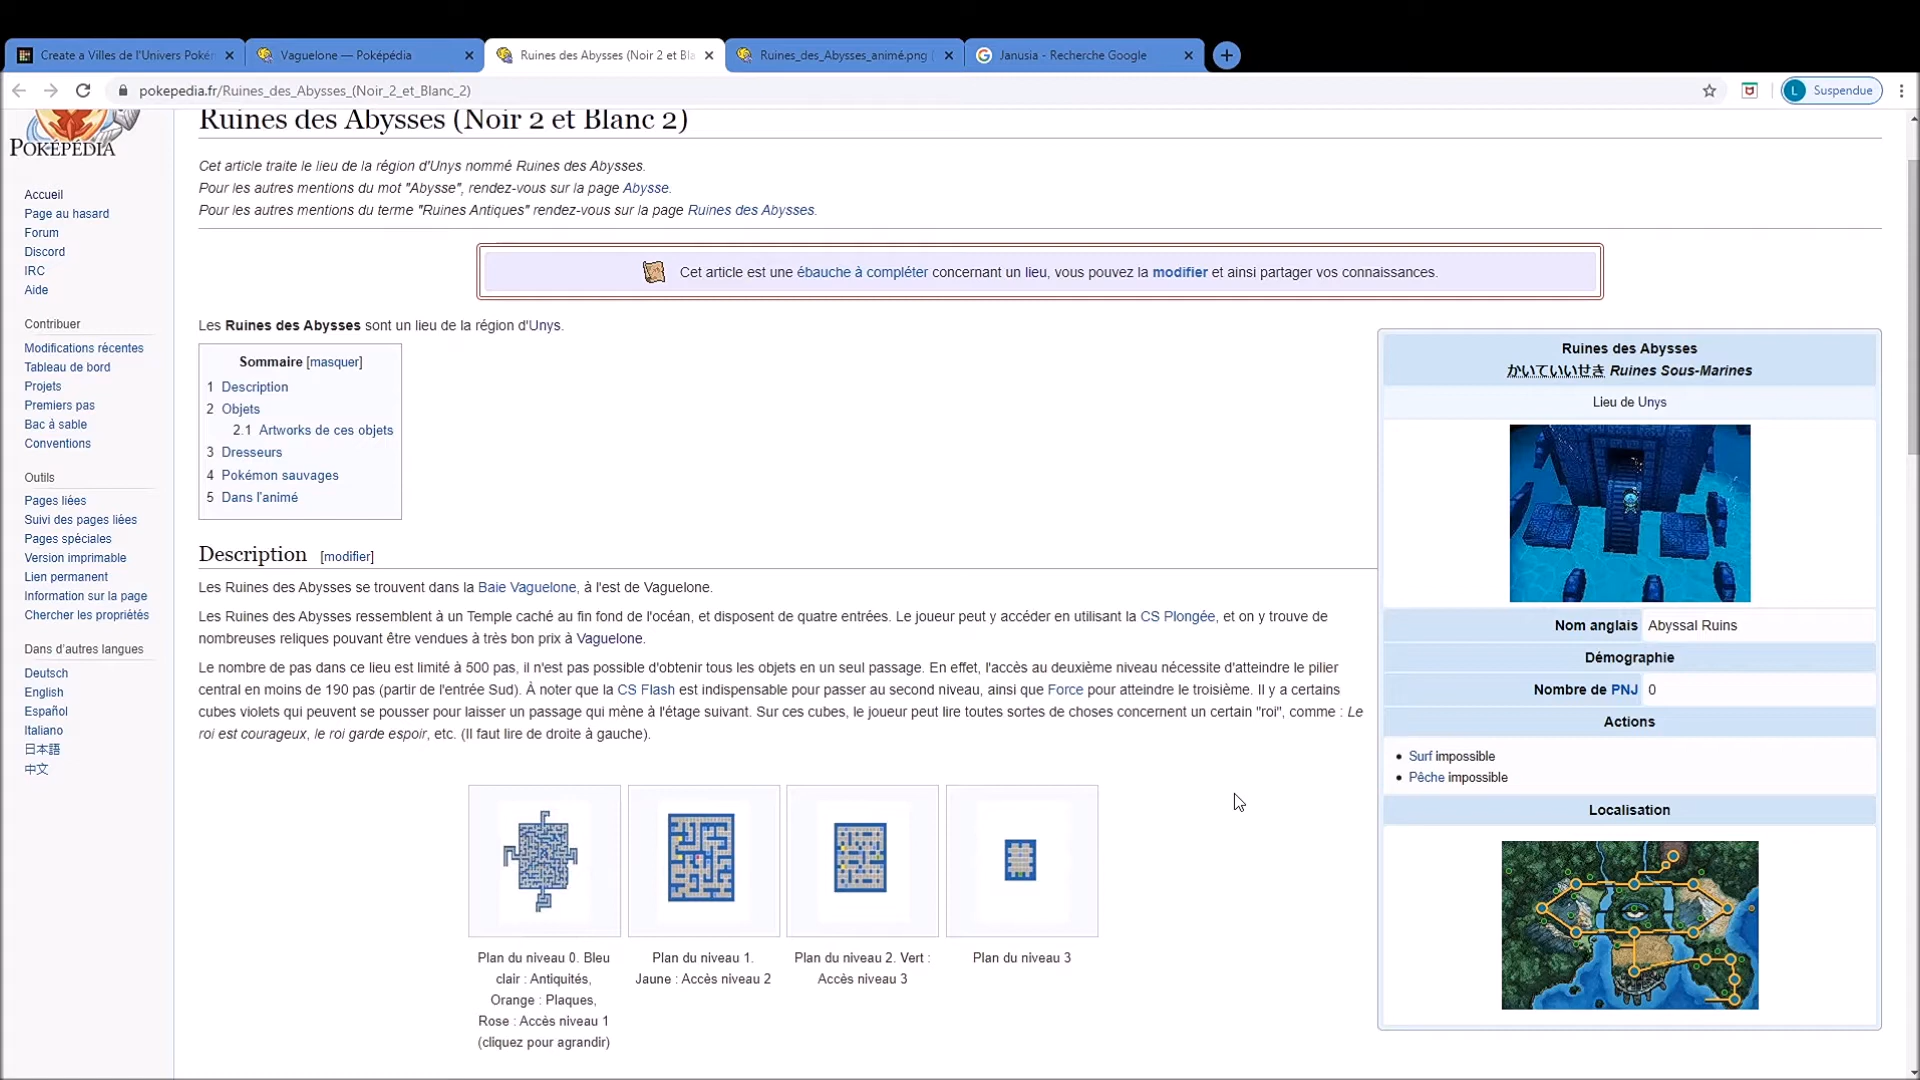 Create a Villes de l'Univers Poké
Vaguelone — Poképédia
Ruines des Abysses (Noir 2 et Bla
Ruines_des_Abysses_animé.png (
Janusia - Recherche Google
pokepedia.fr/Ruines_des_Abysses_(Noir_2_et_Blanc_2)
L Suspendue
POKÉPÉDIA
Accueil
Page au hasard
Forum
Discord
IRC
Aide
Contribuer
Modifications récentes
Tableau de bord
Projets
Premiers pas
Bac à sable
Conventions
Outils
Pages liées
Suivi des pages liées
Pages spéciales
Version imprimable
Lien permanent
Information sur la page
Chercher les propriétés
Dans d'autres langues
Deutsch
English
Español
Italiano
日本語
中文
Ruines des Abysses (Noir 2 et Blanc 2)
Cet article traite le lieu de la région d'Unys nommé Ruines des Abysses.
Pour les autres mentions du mot "Abysse", rendez-vous sur la page Abysse.
Pour les autres mentions du terme "Ruines Antiques" rendez-vous sur la page Ruines des Abysses.
Cet article est une ébauche à compléter concernant un lieu, vous pouvez la modifier et ainsi partager vos connaissances.
Les Ruines des Abysses sont un lieu de la région d'Unys.
Sommaire [masquer]
1 Description
2 Objets
2.1 Artworks de ces objets
3 Dresseurs
4 Pokémon sauvages
5 Dans l'animé
Description [modifier]
Les Ruines des Abysses se trouvent dans la Baie Vaguelone, à l'est de Vaguelone.
Les Ruines des Abysses ressemblent à un Temple caché au fin fond de l'océan, et disposent de quatre entrées. Le joueur peut y accéder en utilisant la CS Plongée, et on y trouve de
nombreuses reliques pouvant être vendues à très bon prix à Vaguelone.
Le nombre de pas dans ce lieu est limité à 500 pas, il n'est pas possible d'obtenir tous les objets en un seul passage. En effet, l'accès au deuxième niveau nécessite d'atteindre le pilier
central en moins de 190 pas (partir de l'entrée Sud). À noter que la CS Flash est indispensable pour passer au second niveau, ainsi que Force pour atteindre le troisième. Il y a certains
cubes violets qui peuvent se pousser pour laisser un passage qui mène à l'étage suivant. Sur ces cubes, le joueur peut lire toutes sortes de choses concernent un certain "roi", comme : Le
roi est courageux, le roi garde espoir, etc. (Il faut lire de droite à gauche).
Plan du niveau 0. Bleu
clair : Antiquités,
Orange : Plaques,
Rose : Accès niveau 1
(cliquez pour agrandir)
Plan du niveau 1.
Jaune : Accès niveau 2
Plan du niveau 2. Vert :
Accès niveau 3
Plan du niveau 3
Ruines des Abysses
かいていいせき Ruines Sous-Marines
Lieu de Unys
Nom anglais Abyssal Ruins
Démographie
Nombre de PNJ 0
Actions
• Surf impossible
• Pêche impossible
Localisation